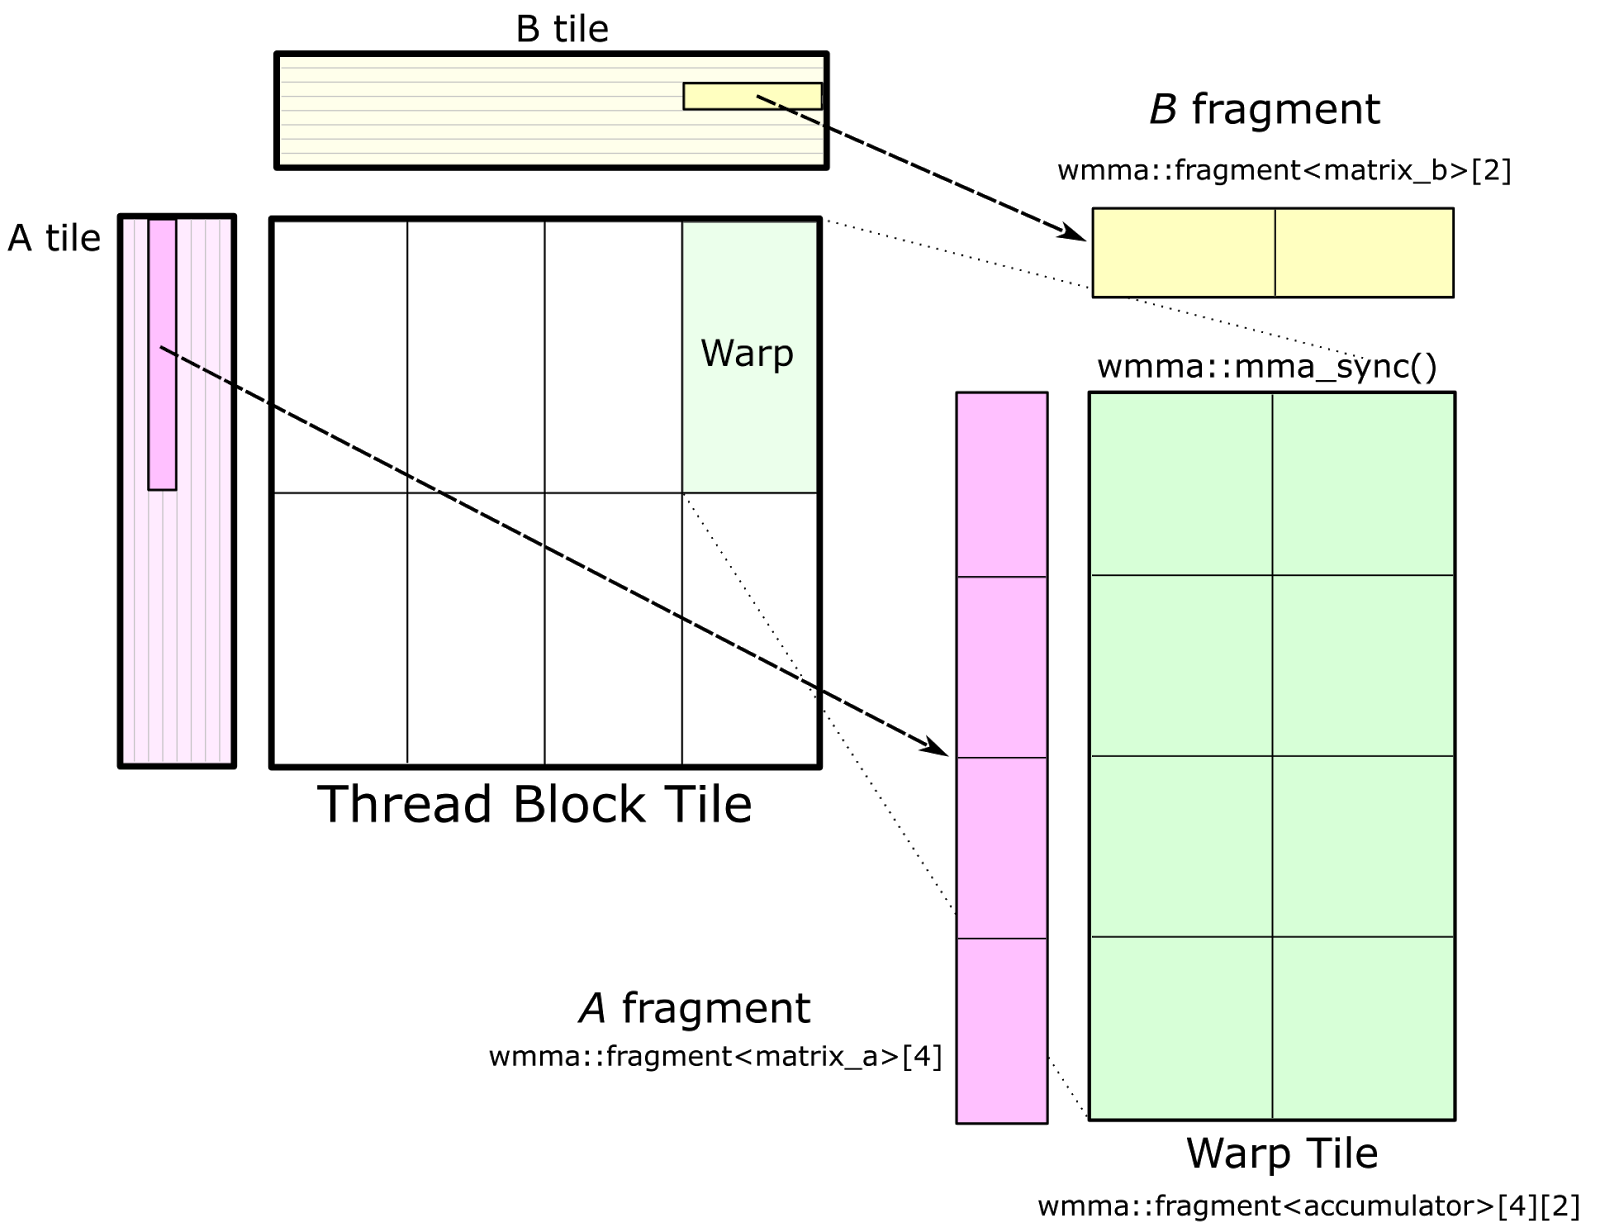 B tile
B fragment
wmma::fragment<matrix_b>[2]
A tile
Warp
wmma::mma_sync()
Thread Block Tile
A fragment
wmma::fragment<matrix_a>[4]
Warp Tile
wmma::fragment<accumulator>[4][2]